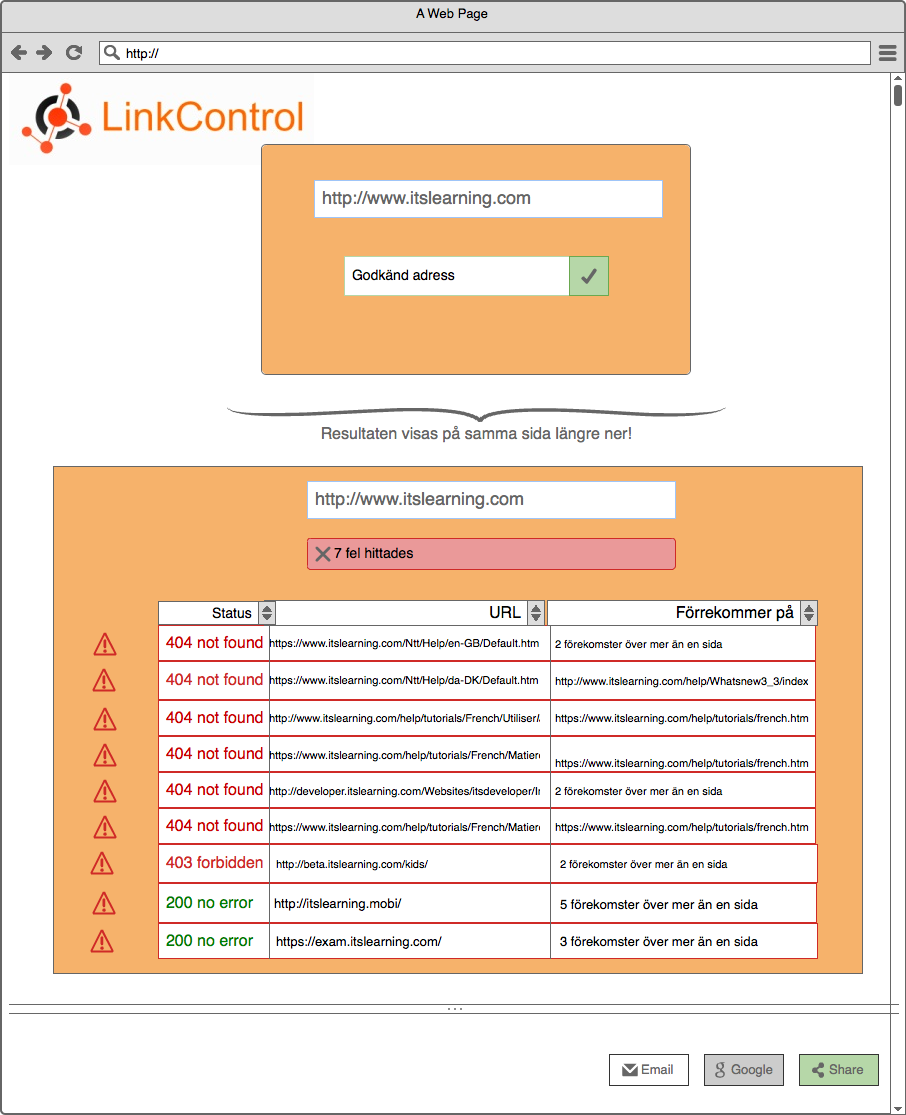 A Web Page
http://
LinkControl
http://www.itslearning.com
Godkänd adress
Resultaten visas på samma sida längre ner!
http://www.itslearning.com
7 fel hittades
Status URL Förrekommer på
404 not found https://www.itslearning.com/Ntt/Help/en-GB/Default.htm 2 förekomster över mer än en sida
404 not found https://www.itslearning.com/Ntt/Help/da-DK/Default.htm http://www.itslearning.com/help/Whatsnew3_3/index
404 not found http://www.itslearning.com/help/tutorials/French/Utiliser/ https://www.itslearning.com/help/tutorials/french.htm
404 not found https://www.itslearning.com/help/tutorials/French/Matier https://www.itslearning.com/help/tutorials/french.htm
404 not found http://developer.itslearning.com/Websites/itsdeveloper/I 2 förekomster över mer än en sida
404 not found https://www.itslearning.com/help/tutorials/French/Matier https://www.itslearning.com/help/tutorials/french.htm
403 forbidden http://beta.itslearning.com/kids/ 2 förekomster över mer än en sida
200 no error http://itslearning.mobi/ 5 förekomster över mer än en sida
200 no error https://exam.itslearning.com/ 3 förekomster över mer än en sida
...
Email Google Share